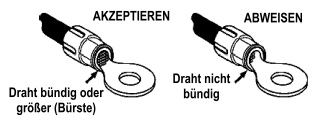 AKZEPTIEREN
Draht bündig oder
größer (Bürste)
ABWEISEN
Draht nicht
bündig